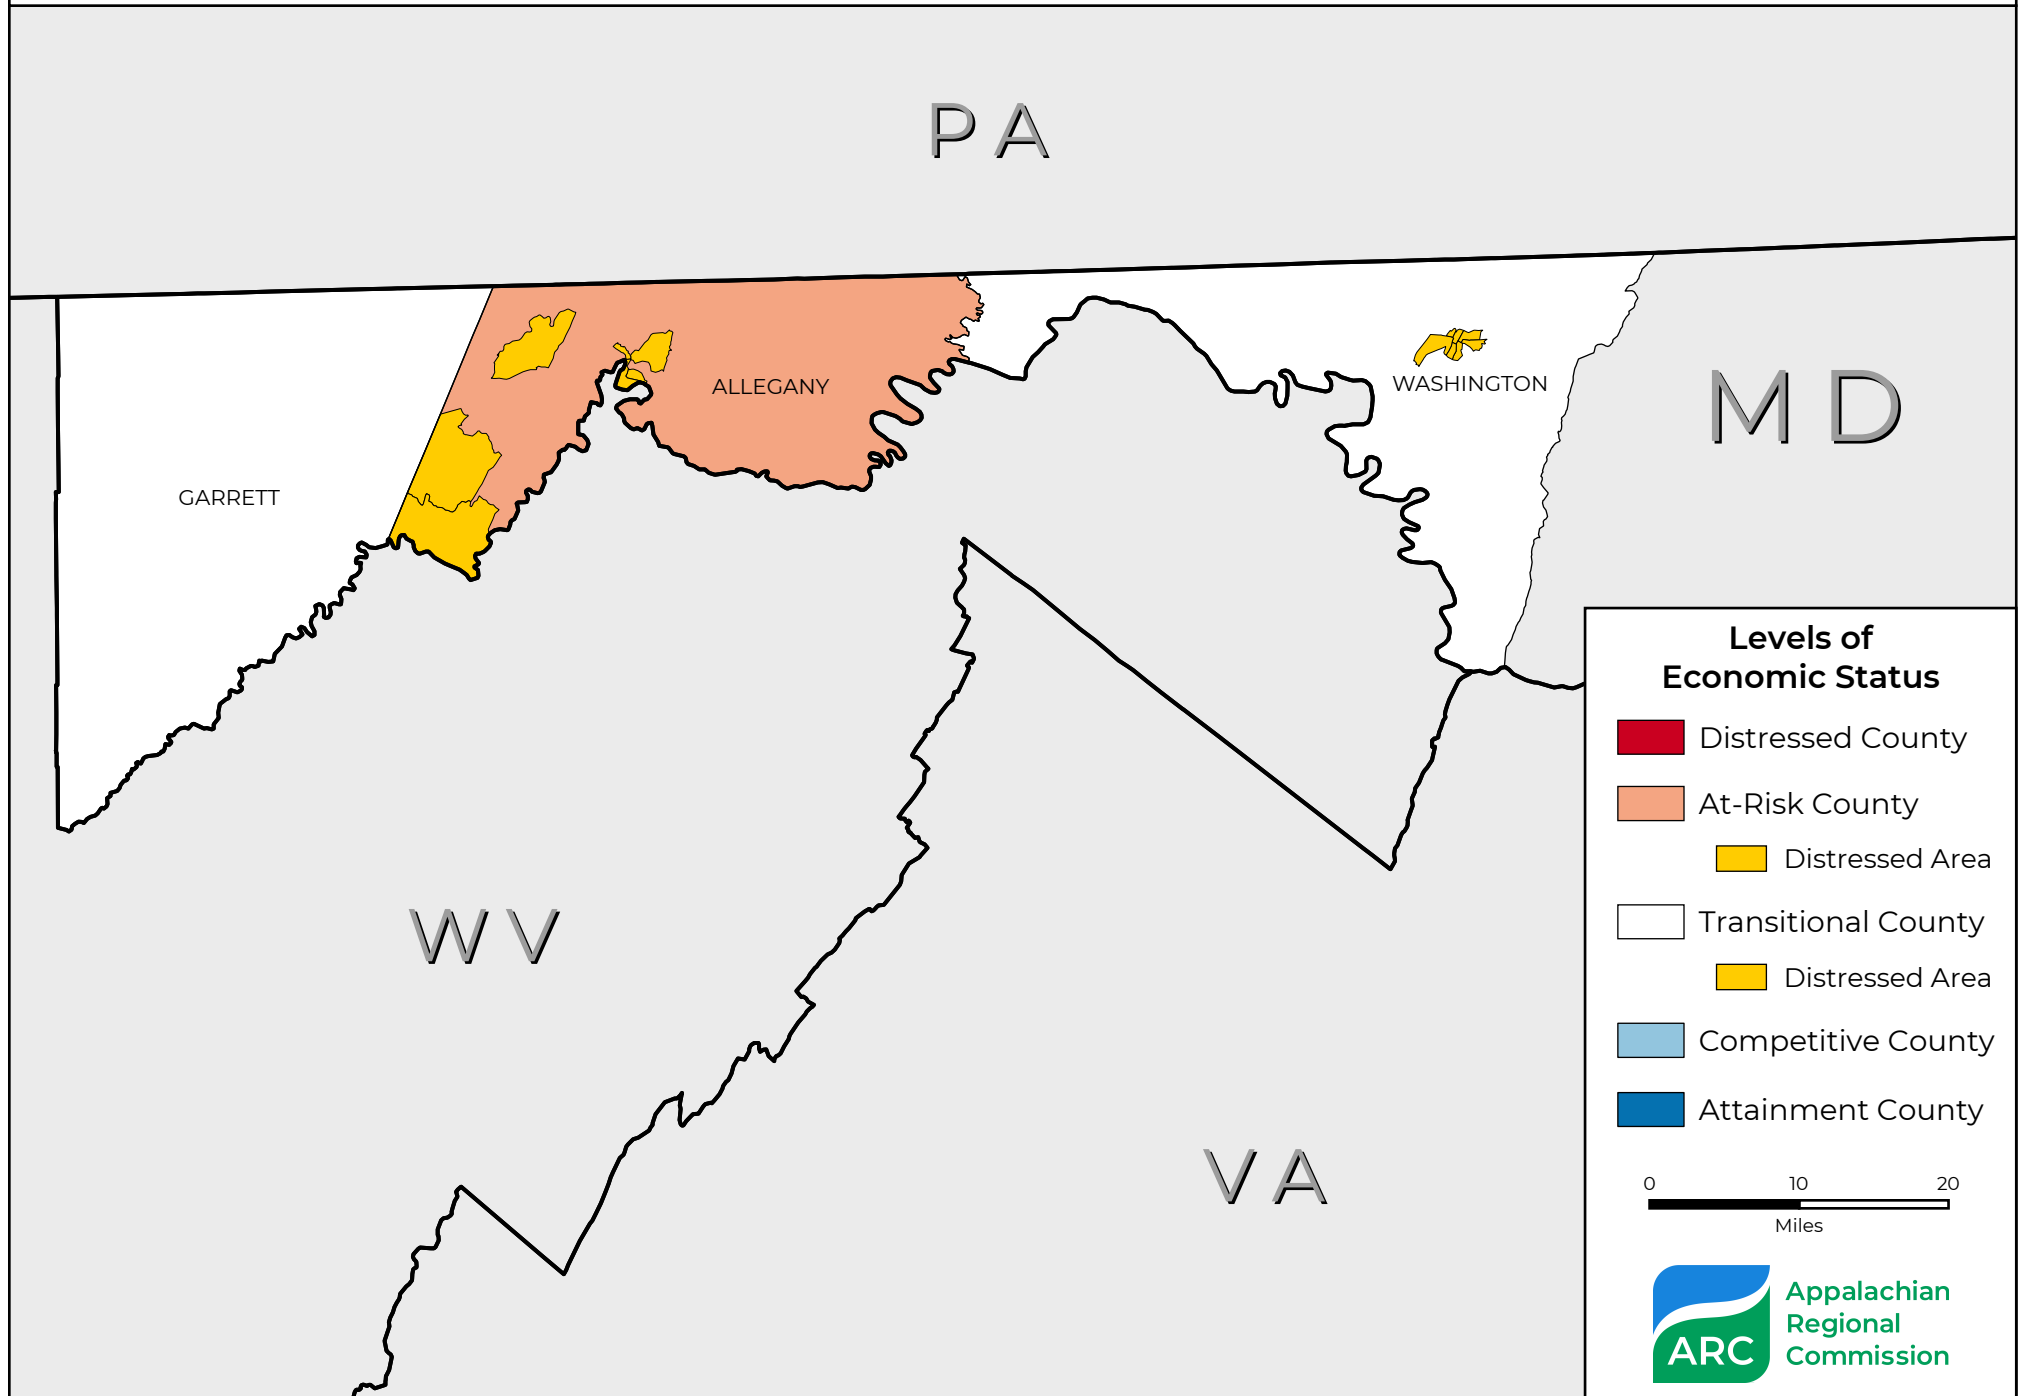 PA
ALLEGANY
WASHINGTON
MD
GARRETT
WV
VA
Levels of
Economic Status
Distressed County
At-Risk County
Distressed Area
Transitional County
Distressed Area
Competitive County
Attainment County
0 10 20
Miles
ARC
Appalachian
Regional
Commission